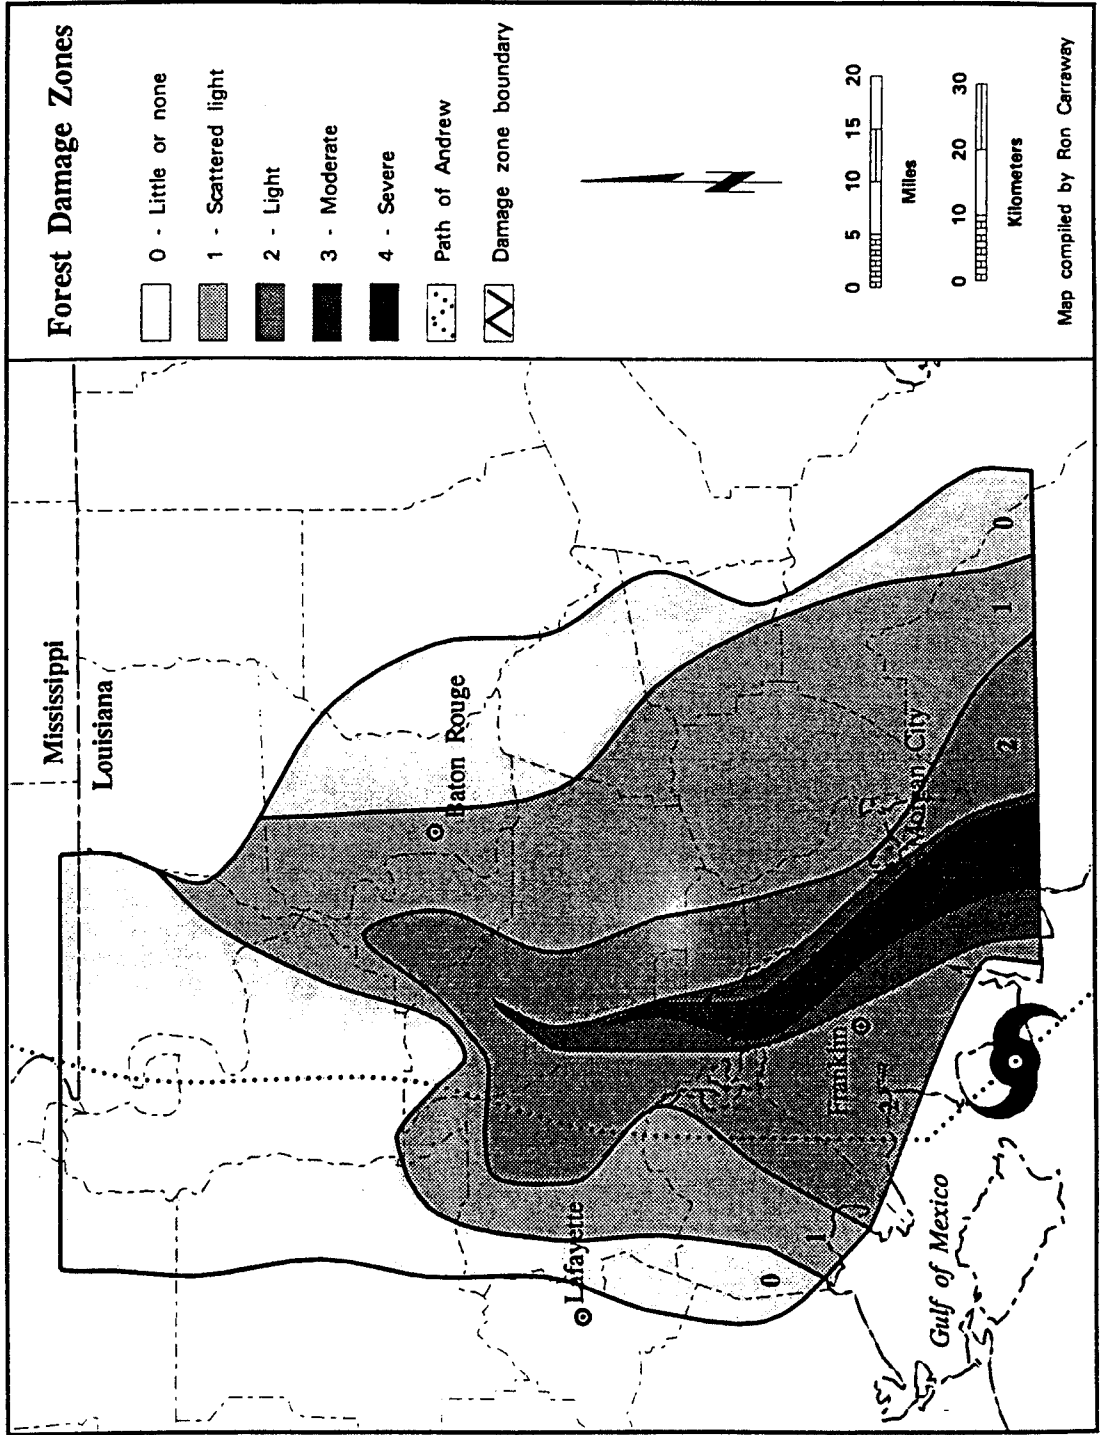 Forest Damage Zones
0 - Little or none
1 - Scattered light
2 - Light
3 - Moderate
4 - Severe
Path of Andrew
Damage zone boundary
0 5 10 15 20
Miles
0 10 20 30
Kilometers
Map compiled by Ron Carraway
Mississippi
Louisiana
Baton Rouge
Lafayette
Morgan City
Franklin
Gulf of Mexico
0
1
2
1
0